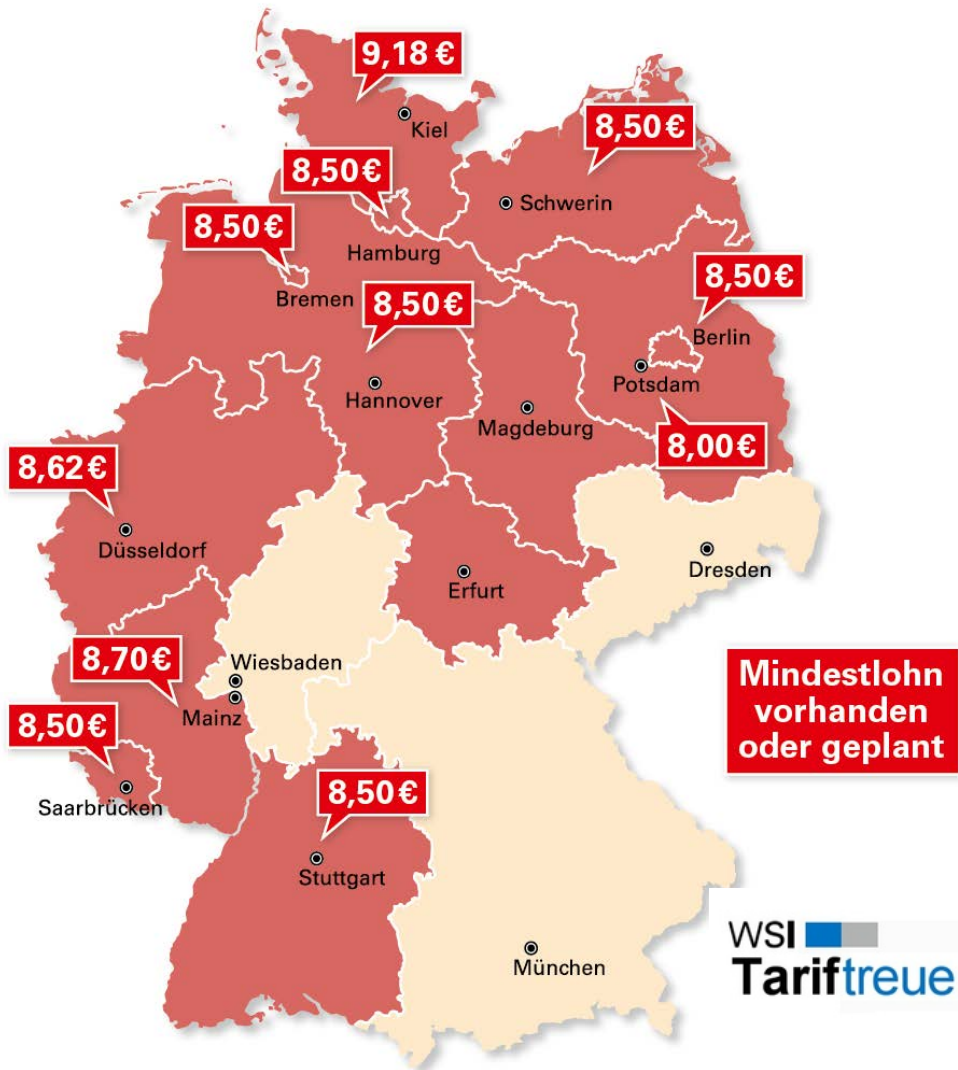 9,18 €
Kiel
8,50 €
8,50 €
Schwerin
8,50 €
Hamburg
Bremen
8,50 €
8,50 €
Berlin
Hannover
Potsdam
Magdeburg
8,00 €
8,62 €
Düsseldorf
Dresden
Erfurt
8,70 €
Wiesbaden
Mainz
8,50 €
Saarbrücken
8,50 €
Stuttgart
München
Mindestlohn
vorhanden
oder geplant
WSI
Tariftreue